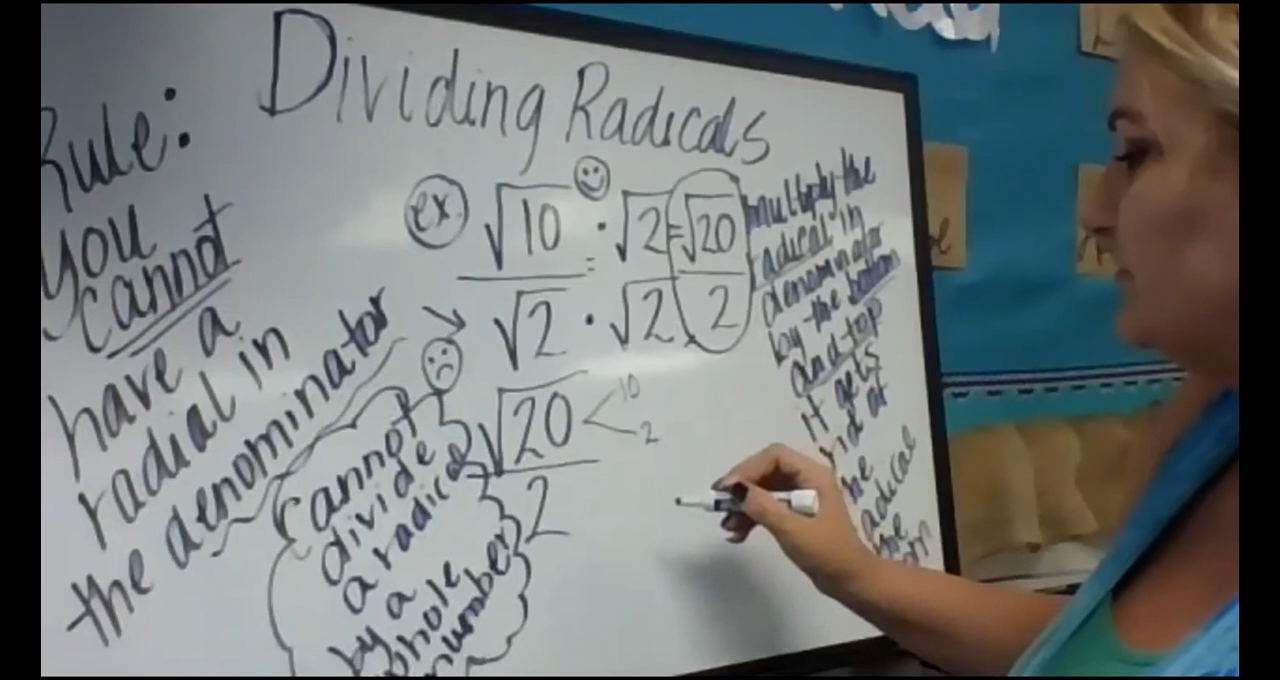 Dividing Radicals
Rule:
you
cannot
have a
radial in
the denominator
ex.
√10 · √2 = √20
√2 · √2 2
√20 < 10
2
2
cannot
divide
a radical
by a
whole
number
multiply the
radical in
denominator
by the bottom
and top
it gets
rid of
the
radical